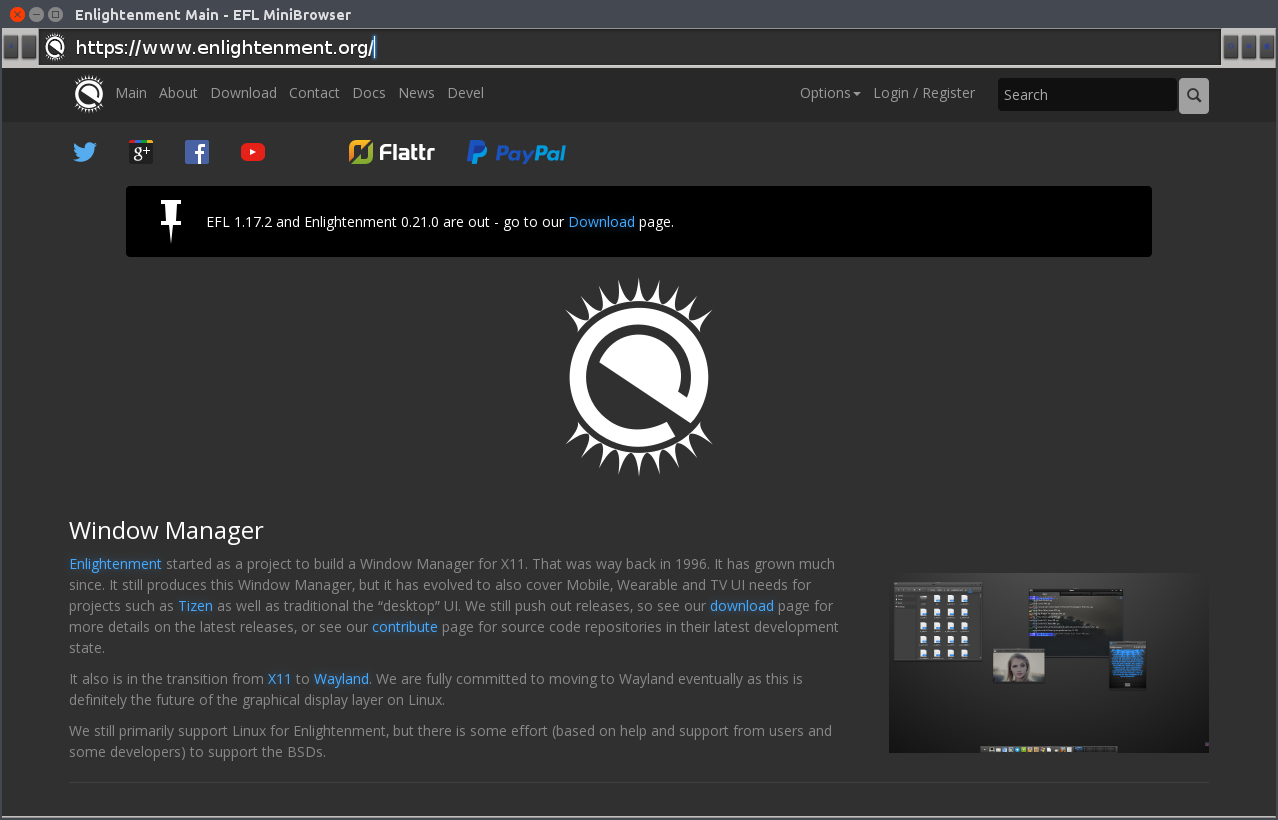 Enlightenment Main - EFL MiniBrowser
https://www.enlightenment.org/
Main About Download Contact Docs News Devel Options Login / Register Search
g+ Flattr PayPal
EFL 1.17.2 and Enlightenment 0.21.0 are out - go to our Download page.
Window Manager
Enlightenment started as a project to build a Window Manager for X11. That was way back in 1996. It has grown much
since. It still produces this Window Manager, but it has evolved to also cover Mobile, Wearable and TV UI needs for
projects such as Tizen as well as traditional the “desktop” UI. We still push out releases, so see our download page for
more details on the latest releases, or see our contribute page for source code repositories in their latest development
state.
It also is in the transition from X11 to Wayland. We are fully committed to moving to Wayland eventually as this is
definitely the future of the graphical display layer on Linux.
We still primarily support Linux for Enlightenment, but there is some effort (based on help and support from users and
some developers) to support the BSDs.